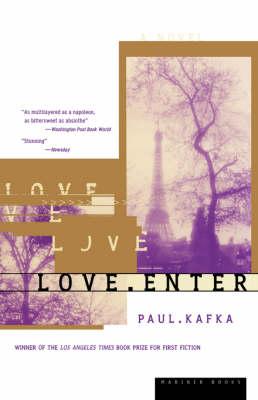 A NOVEL
"As multilayered as a napoleon,
as bittersweet as absinthe"
—Washington Post Book World
"Stunning"
—Newsday
LOVE
VE
LOVE
LOVE.ENTER
PAUL.KAFKA
WINNER OF THE LOS ANGELES TIMES BOOK PRIZE FOR FIRST FICTION
MARINER BOOKS